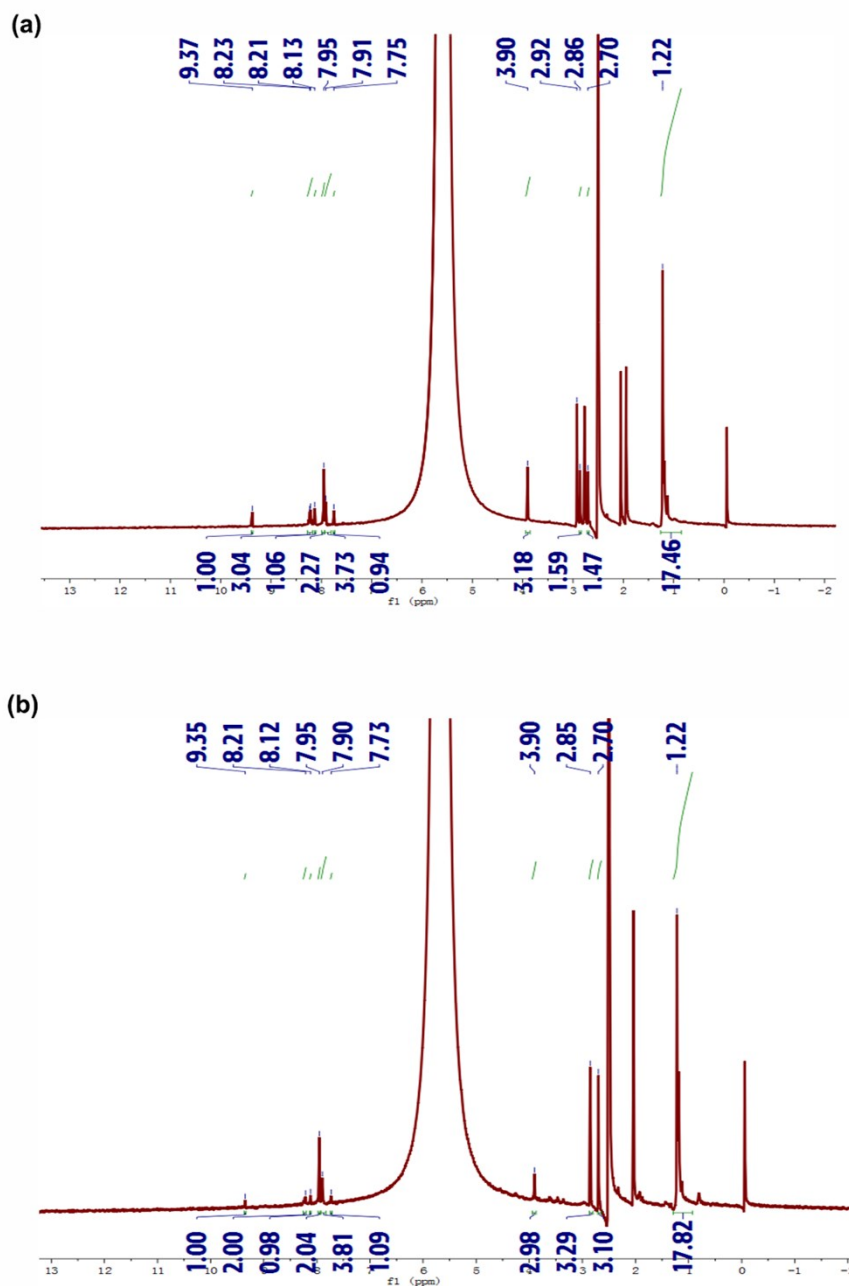 (a)
9.37 8.23 8.21 8.13 7.95 7.91 7.75 3.90 2.92 2.86 2.70 1.22
1.00 3.04 1.06 2.27 3.73 0.94 3.18 1.59 1.47 17.46
13 11 10 9 8 7 6 5 4 3 2 1 0 -1 -2
f1 (ppm)
(b)
9.35 8.21 8.12 7.95 7.90 7.73 3.90 2.85 2.70 1.22
1.00 2.00 0.98 2.04 3.81 1.09 2.98 3.29 3.10 17.82
13 12 11 10 9 8 7 6 5 4 3 2 1 0 -1
f1 (ppm)